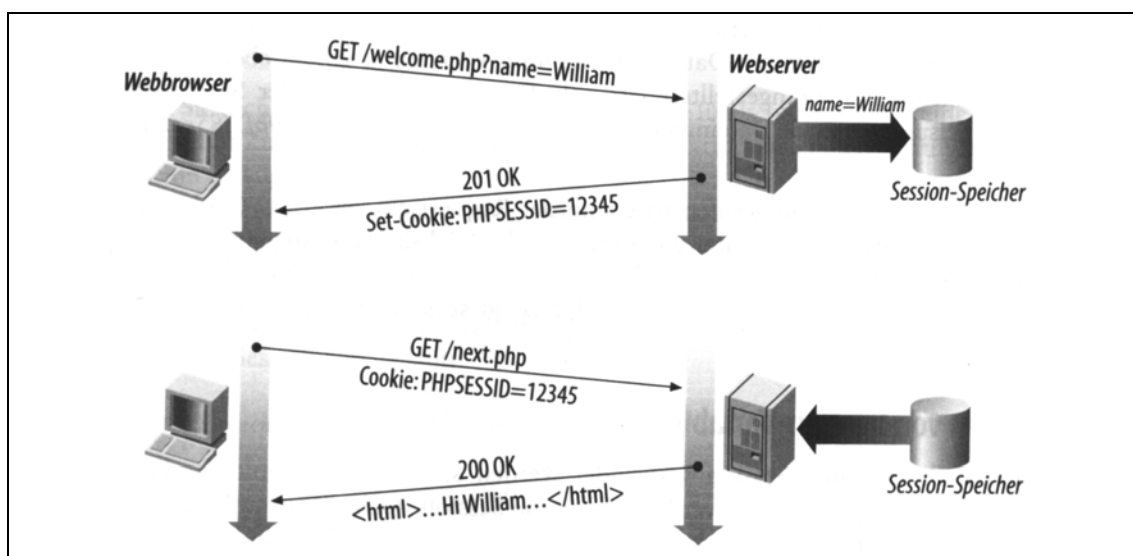 GET /welcome.php?name=William
Webbrowser
Webserver
name=William
Session-Speicher
201 OK
Set-Cookie: PHPSESSID=12345
GET /next.php
Cookie: PHPSESSID=12345
200 OK
<html>...Hi William...</html>
Session-Speicher